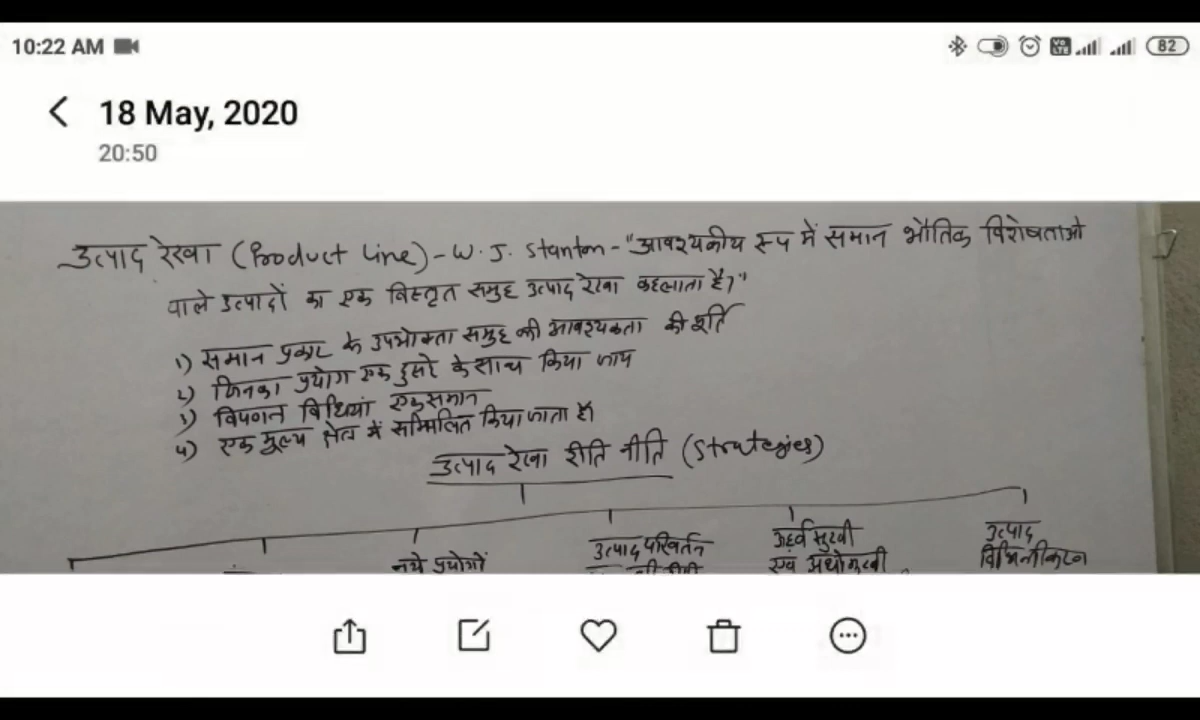 10:22 AM
82
18 May, 2020
20:50
उत्पाद रेखा (Product Line) - W. J. Stanton - "आवश्यकीय रूप में समान भौतिक विशेषताओ
वाले उत्पादों का एक विस्तृत समुह उत्पाद रेखा कहलाता है।"
1) समान प्रकार के उपभोक्ता समुह की आवश्यकता की पूर्ति
2) जिनका प्रयोग एक दुसरे के साथ किया जाय
3) विपणन विधियां एकसमान
4) एक मूल्य क्षेत्र में सम्मिलित किया जाता है।
उत्पाद रेखा रीति नीति (Strategies)
नये प्रयोगों
उत्पाद परिवर्तन
उर्ध्व मुखी
एवं अधोमुखी
उत्पाद
विभिन्नीकरण